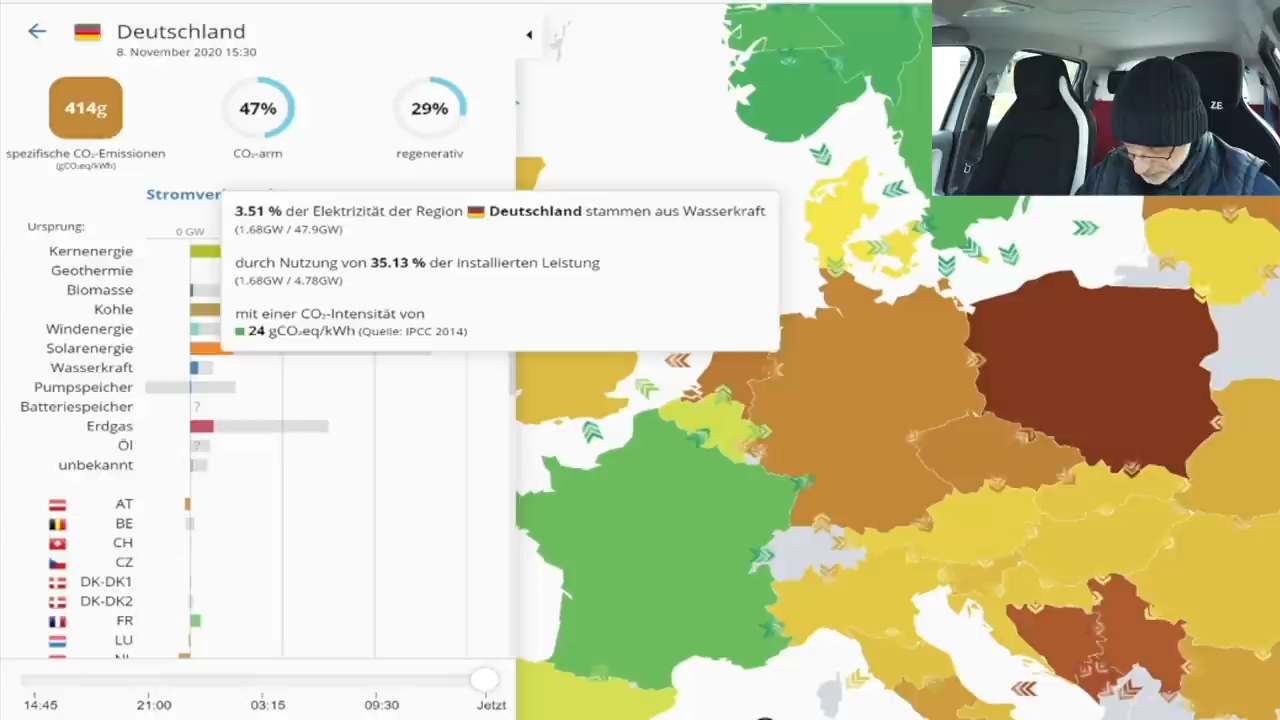 Deutschland
8. November 2020 15:30
414g
47%
29%
spezifische CO₂-Emissionen
(gCO₂eq/kWh)
CO₂-arm
regenerativ
3.51 % der Elektrizität der Region Deutschland stammen aus Wasserkraft
(1.68GW / 47.9GW)
durch Nutzung von 35.13 % der installierten Leistung
(1.68GW / 4.78GW)
mit einer CO₂-Intensität von
24 gCO₂eq/kWh (Quelle: IPCC 2014)
Ursprung:
0 GW
Kernenergie
Geothermie
Biomasse
Kohle
Windenergie
Solarenergie
Wasserkraft
Pumpspeicher
Batteriespeicher ?
Erdgas
Öl ?
unbekannt
AT
BE
CH
CZ
DK-DK1
DK-DK2
FR
LU
14:45
21:00
03:15
09:30
Jetzt
Z.E.